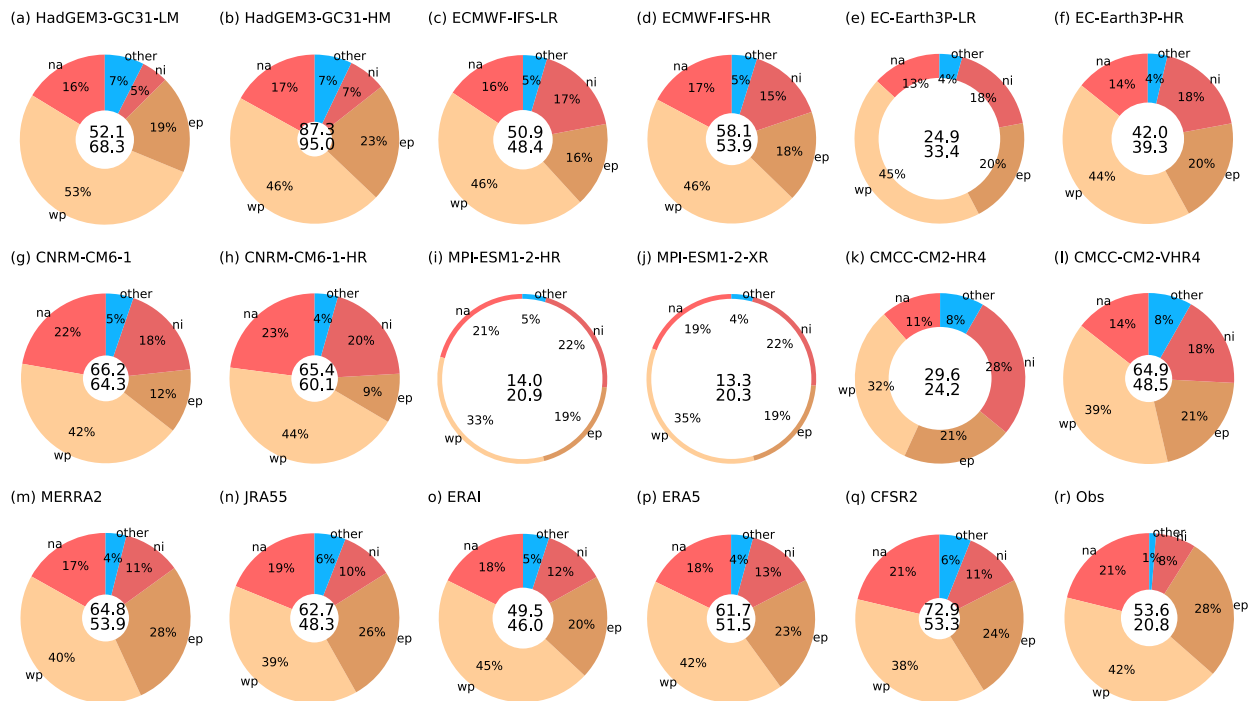 (a) HadGEM3-GC31-LM
other
7%
ni
5%
na
16%
19%
ep
52.1
68.3
53%
wp
(b) HadGEM3-GC31-HM
other
7%
ni
7%
na
17%
23%
ep
87.3
95.0
46%
wp
(c) ECMWF-IFS-LR
other
5%
ni
17%
na
16%
16%
ep
50.9
48.4
46%
wp
(d) ECMWF-IFS-HR
other
5%
ni
15%
na
17%
18%
ep
58.1
53.9
46%
wp
(e) EC-Earth3P-LR
other
4%
ni
18%
na
13%
20%
ep
24.9
33.4
45%
wp
(f) EC-Earth3P-HR
other
4%
ni
18%
na
14%
20%
ep
42.0
39.3
44%
wp
(g) CNRM-CM6-1
other
5%
ni
18%
na
22%
12%
ep
66.2
64.3
42%
wp
(h) CNRM-CM6-1-HR
other
4%
ni
20%
na
23%
9%
ep
65.4
60.1
44%
wp
(i) MPI-ESM1-2-HR
other
5%
ni
22%
na
21%
19%
ep
14.0
20.9
33%
wp
(j) MPI-ESM1-2-XR
other
4%
ni
22%
na
19%
19%
ep
13.3
20.3
35%
wp
(k) CMCC-CM2-HR4
other
8%
ni
28%
na
11%
21%
ep
29.6
24.2
32%
wp
(l) CMCC-CM2-VHR4
other
8%
ni
18%
na
14%
21%
ep
64.9
48.5
39%
wp
(m) MERRA2
other
4%
ni
11%
na
17%
28%
ep
64.8
53.9
40%
wp
(n) JRA55
other
6%
ni
10%
na
19%
26%
ep
62.7
48.3
39%
wp
(o) ERAI
other
5%
ni
12%
na
18%
20%
ep
49.5
46.0
45%
wp
(p) ERA5
other
4%
ni
13%
na
18%
23%
ep
61.7
51.5
42%
wp
(q) CFSR2
other
6%
ni
11%
na
21%
24%
ep
72.9
53.3
38%
wp
(r) Obs
other
1%
ni
8%
na
21%
28%
ep
53.6
20.8
42%
wp